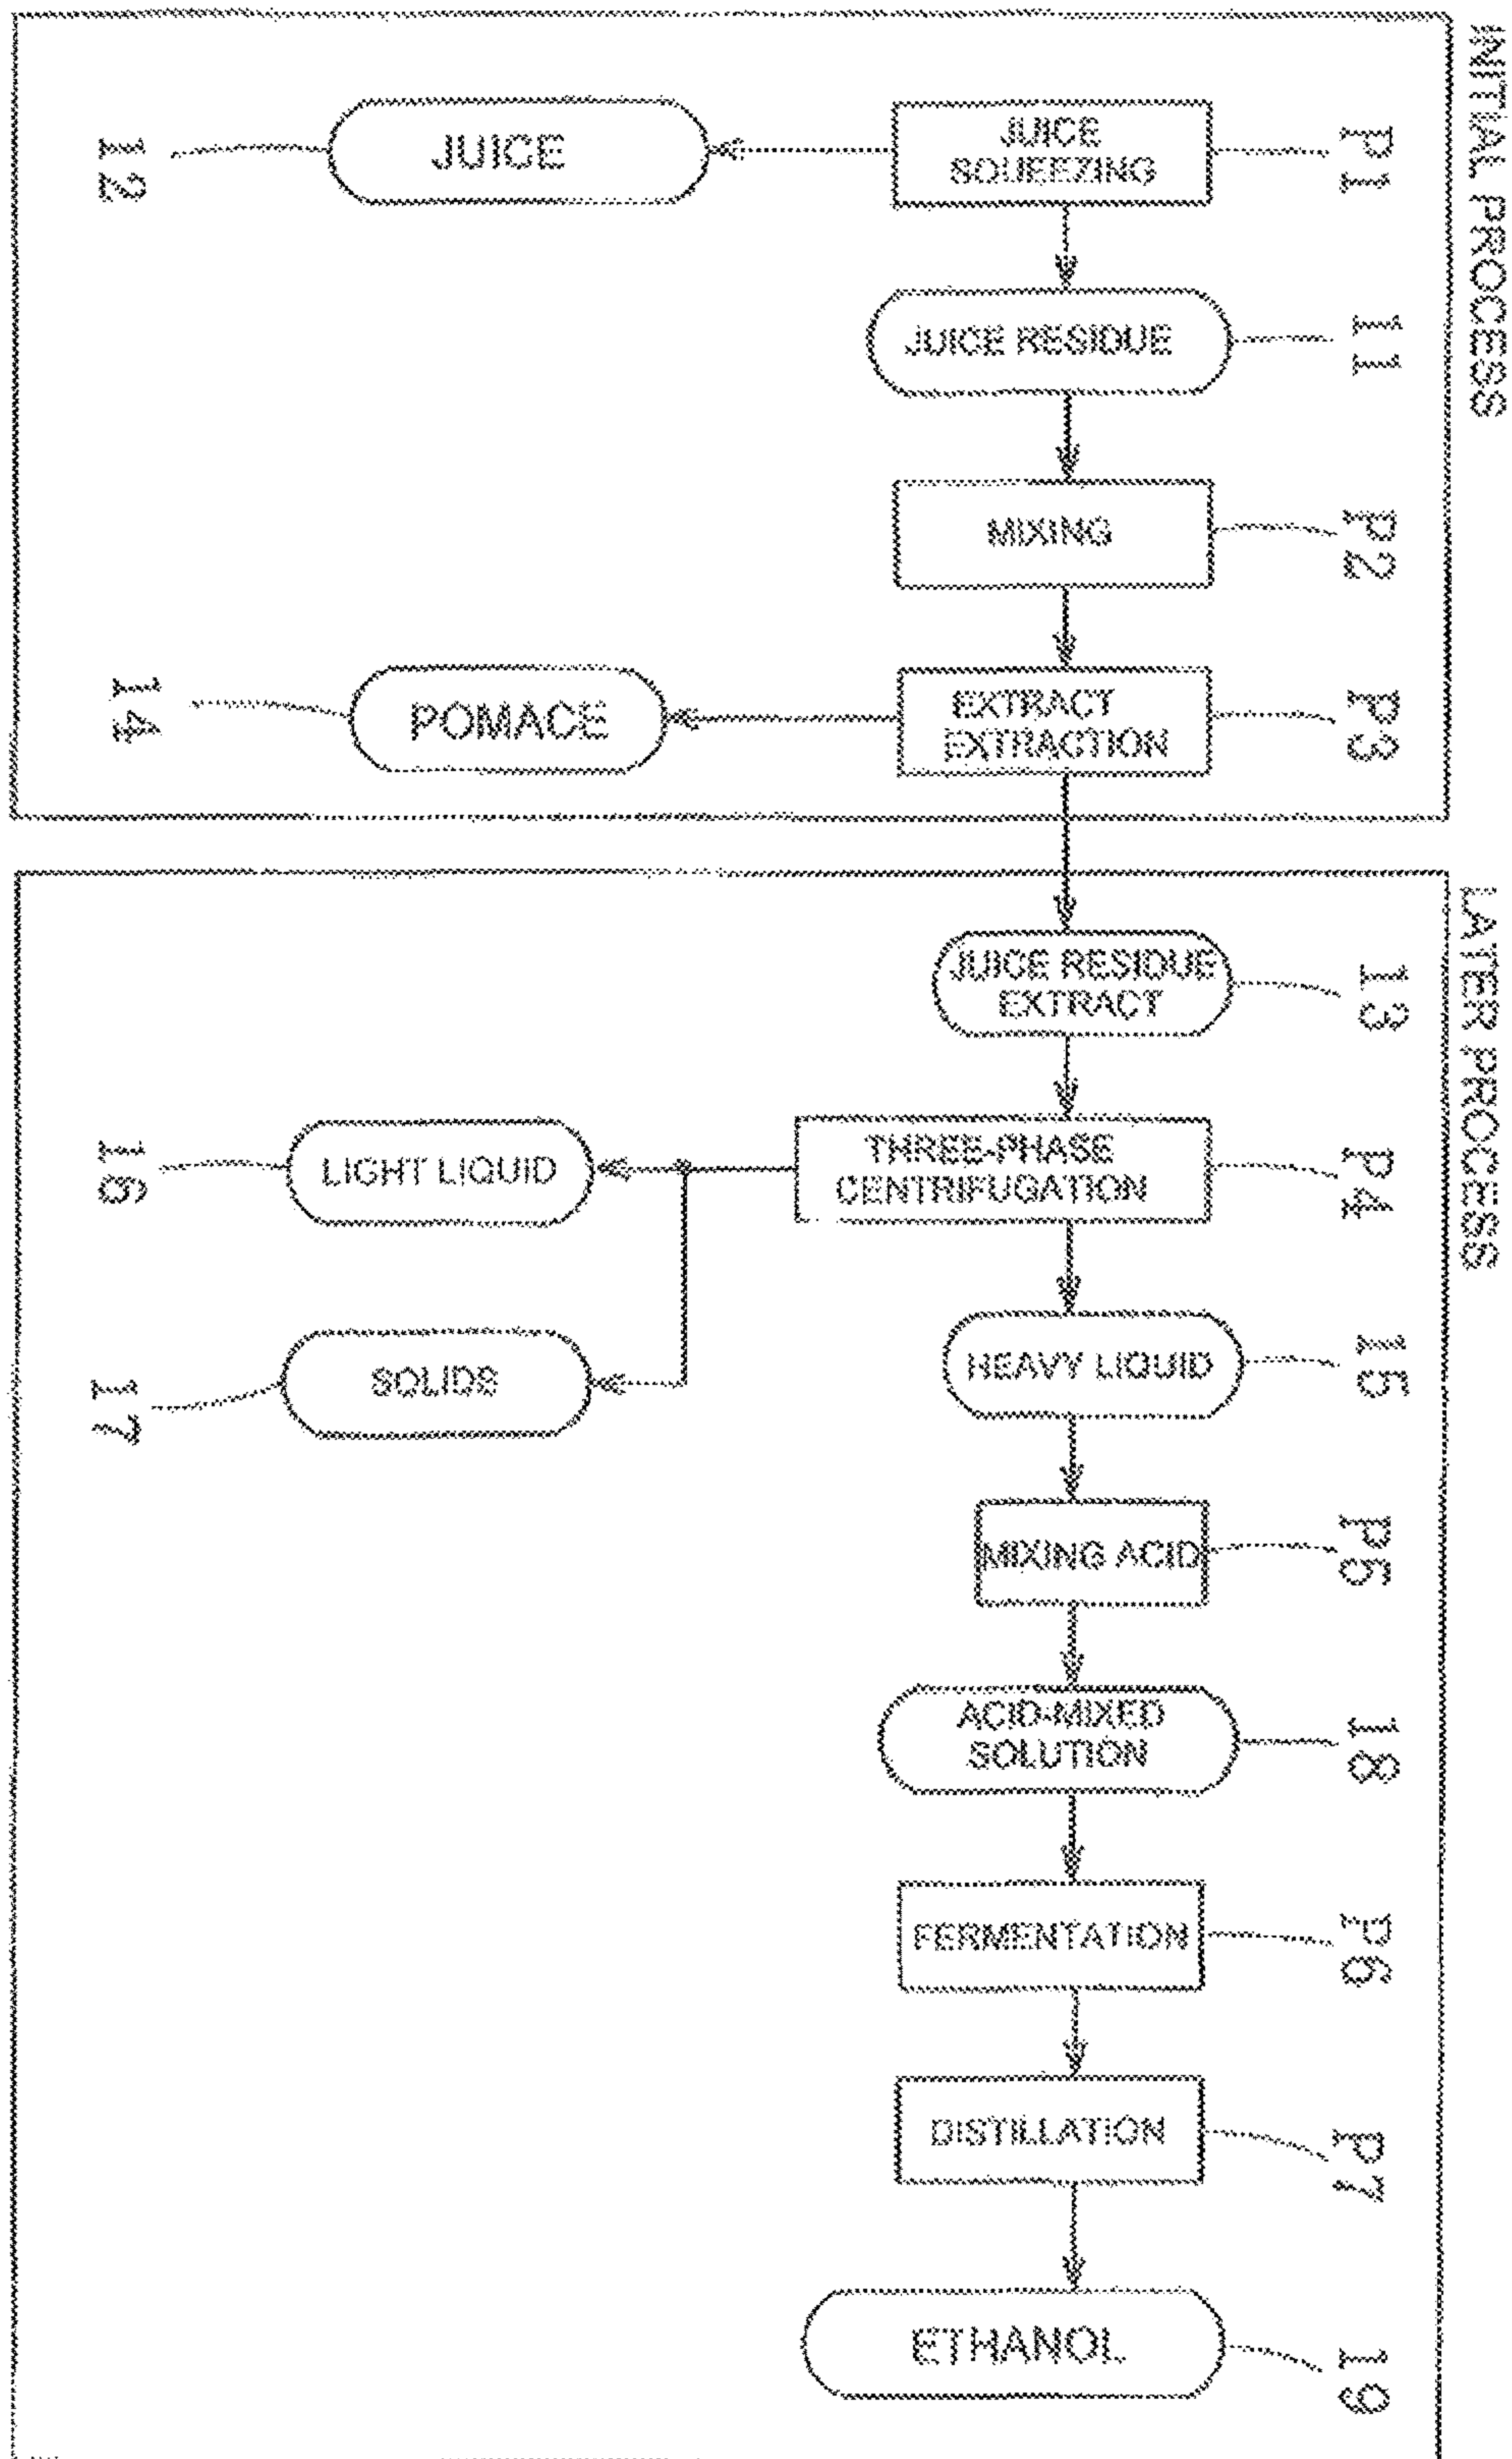 INITIAL PROCESS
P1
JUICE
SQUEEZING
JUICE
12
JUICE RESIDUE
11
MIXING
P2
EXTRACT
EXTRACTION
P3
POMACE
14
LATER PROCESS
JUICE RESIDUE
EXTRACT
13
THREE-PHASE
CENTRIFUGATION
P4
LIGHT LIQUID
16
HEAVY LIQUID
15
SOLIDS
17
MIXING ACID
P5
ACID-MIXED
SOLUTION
18
FERMENTATION
P6
DISTILLATION
P7
ETHANOL
19